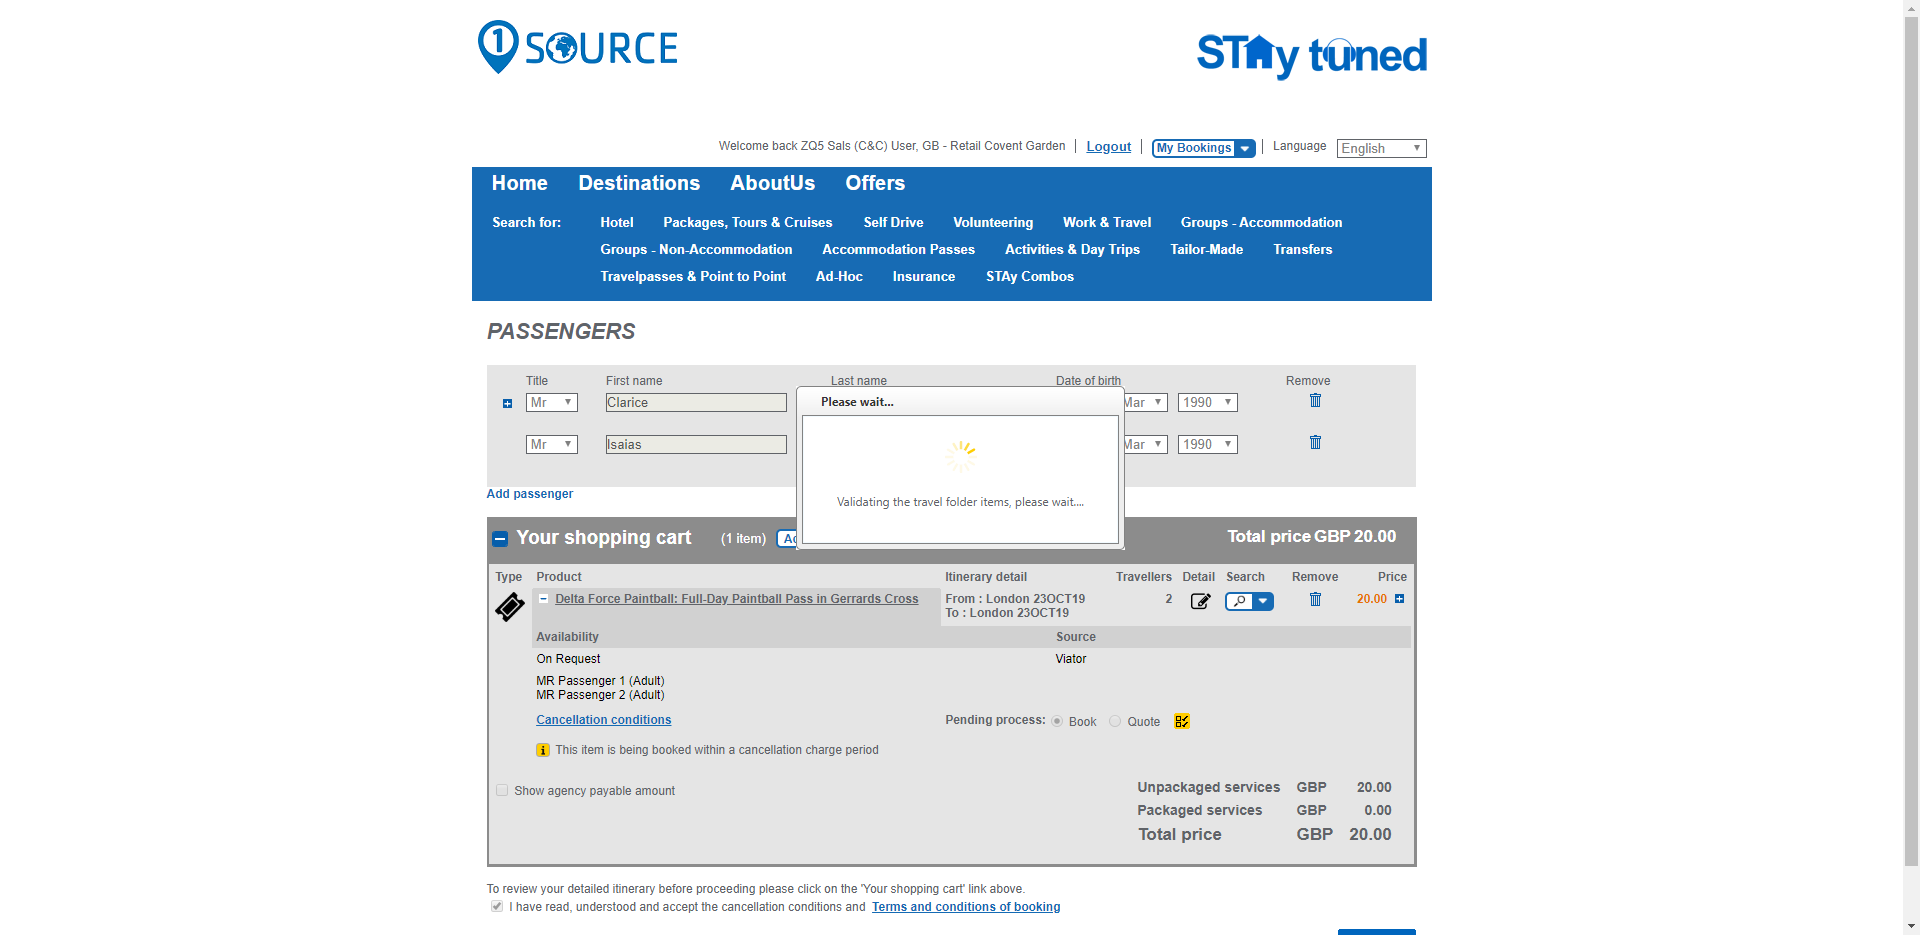 1 SOURCE
STAy tuned
Welcome back ZQ5 Sals (C&C) User, GB - Retail Covent Garden Logout My Bookings Language English
Home Destinations AboutUs Offers
Search for: Hotel Packages, Tours & Cruises Self Drive Volunteering Work & Travel Groups - Accommodation
Groups - Non-Accommodation Accommodation Passes Activities & Day Trips Tailor-Made Transfers
Travelpasses & Point to Point Ad-Hoc Insurance STAy Combos
PASSENGERS
Title First name Last name Date of birth Remove
Mr Clarice Mar 1990
Mr Isaias Mar 1990
Please wait...
Validating the travel folder items, please wait....
Add passenger
Your shopping cart (1 item) Total price GBP 20.00
Type Product Itinerary detail Travellers Detail Search Remove Price
Delta Force Paintball: Full-Day Paintball Pass in Gerrards Cross From : London 23OCT19 2 20.00
To : London 23OCT19
Availability Source
On Request Viator
MR Passenger 1 (Adult)
MR Passenger 2 (Adult)
Cancellation conditions Pending process: Book Quote
This item is being booked within a cancellation charge period
Show agency payable amount
Unpackaged services GBP 20.00
Packaged services GBP 0.00
Total price GBP 20.00
To review your detailed itinerary before proceeding please click on the 'Your shopping cart' link above.
I have read, understood and accept the cancellation conditions and Terms and conditions of booking